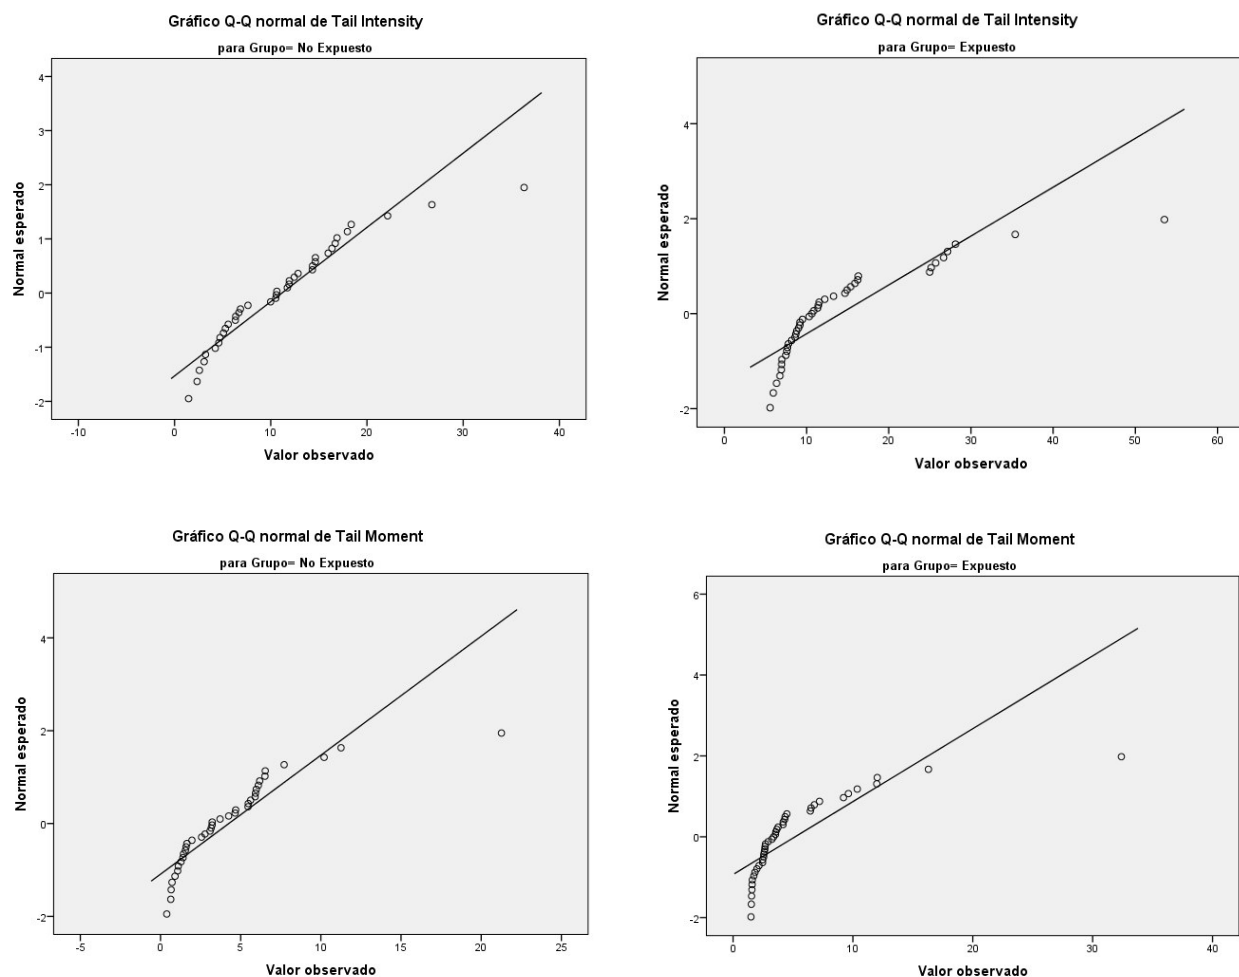 Gráfico Q-Q normal de Tail Intensity
para Grupo= No Expuesto
4
3
2
1
0
-1
-2
Normal esperado
-10
0
10
20
30
40
Valor observado
Gráfico Q-Q normal de Tail Intensity
para Grupo= Expuesto
4
2
0
-2
Normal esperado
0
10
20
30
40
50
60
Valor observado
Gráfico Q-Q normal de Tail Moment
para Grupo= No Expuesto
4
2
0
-2
Normal esperado
-5
0
5
10
15
20
25
Valor observado
Gráfico Q-Q normal de Tail Moment
para Grupo= Expuesto
6
4
2
0
-2
Normal esperado
0
10
20
30
40
Valor observado